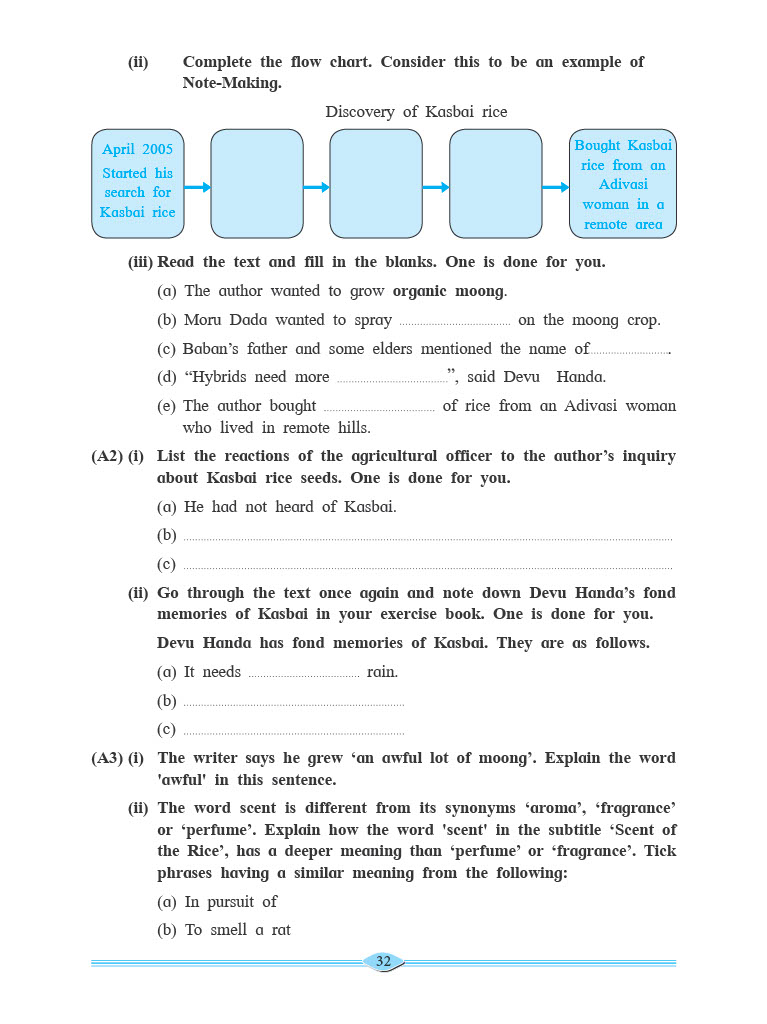 (ii) Complete the flow chart. Consider this to be an example of
Note-Making.
Discovery of Kasbai rice
April 2005
Started his
search for
Kasbai rice
Bought Kasbai
rice from an
Adivasi
woman in a
remote area
(iii) Read the text and fill in the blanks. One is done for you.
(a) The author wanted to grow organic moong.
(b) Moru Dada wanted to spray ...................................... on the moong crop.
(c) Baban's father and some elders mentioned the name of...........................
(d) “Hybrids need more ......................................”, said Devu Handa.
(e) The author bought ...................................... of rice from an Adivasi woman
who lived in remote hills.
(A2) (i) List the reactions of the agricultural officer to the author's inquiry
about Kasbai rice seeds. One is done for you.
(a) He had not heard of Kasbai.
(b) ......................................................................................................
(c) ......................................................................................................
(ii) Go through the text once again and note down Devu Handa's fond
memories of Kasbai in your exercise book. One is done for you.
Devu Handa has fond memories of Kasbai. They are as follows.
(a) It needs ...................................... rain.
(b) ............................................................................
(c) ............................................................................
(A3) (i) The writer says he grew ‘an awful lot of moong’. Explain the word
'awful' in this sentence.
(ii) The word scent is different from its synonyms ‘aroma’, ‘fragrance’
or ‘perfume’. Explain how the word 'scent' in the subtitle ‘Scent of
the Rice’, has a deeper meaning than ‘perfume’ or ‘fragrance’. Tick
phrases having a similar meaning from the following:
(a) In pursuit of
(b) To smell a rat
32